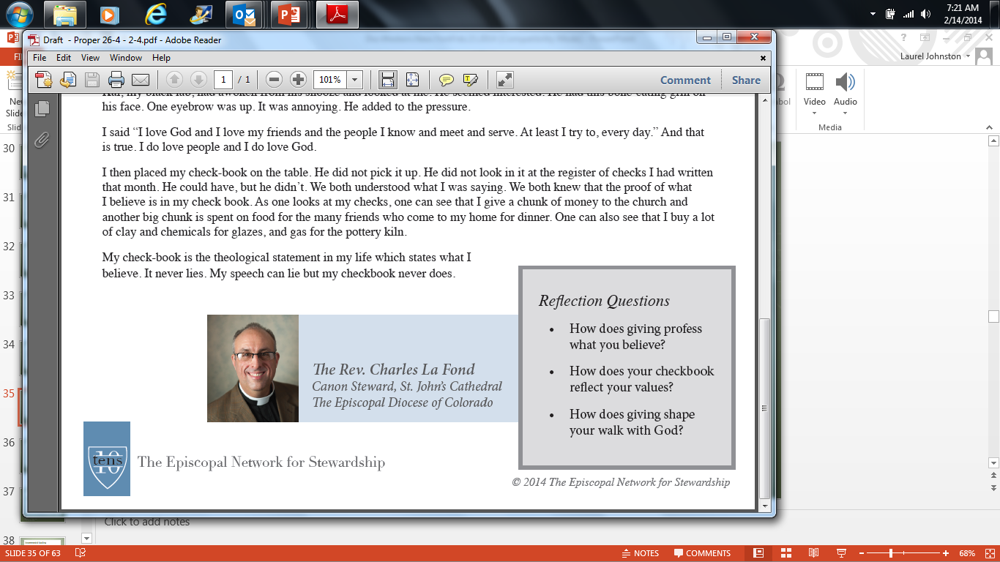 7:21 AM
2/14/2014
Draft - Proper 26-4 - 2-4.pdf - Adobe Reader
File Edit View Window Help
1 / 1
101%
Comment Share
Laurel Johnston
Video Audio
Media
his face. One eyebrow was up. It was annoying. He added to the pressure.
I said “I love God and I love my friends and the people I know and meet and serve. At least I try to, every day.” And that
is true. I do love people and I do love God.
I then placed my check-book on the table. He did not pick it up. He did not look in it at the register of checks I had written
that month. He could have, but he didn’t. We both understood what I was saying. We both knew that the proof of what
I believe is in my check book. As one looks at my checks, one can see that I give a chunk of money to the church and
another big chunk is spent on food for the many friends who come to my home for dinner. One can also see that I buy a lot
of clay and chemicals for glazes, and gas for the pottery kiln.
My check-book is the theological statement in my life which states what I
believe. It never lies. My speech can lie but my checkbook never does.
Reflection Questions
• How does giving profess
what you believe?
• How does your checkbook
reflect your values?
• How does giving shape
your walk with God?
The Rev. Charles La Fond
Canon Steward, St. John’s Cathedral
The Episcopal Diocese of Colorado
tens
10
The Episcopal Network for Stewardship
© 2014 The Episcopal Network for Stewardship
30
31
32
33
34
35
36
37
38
Click to add notes
SLIDE 35 OF 63
NOTES COMMENTS
68%